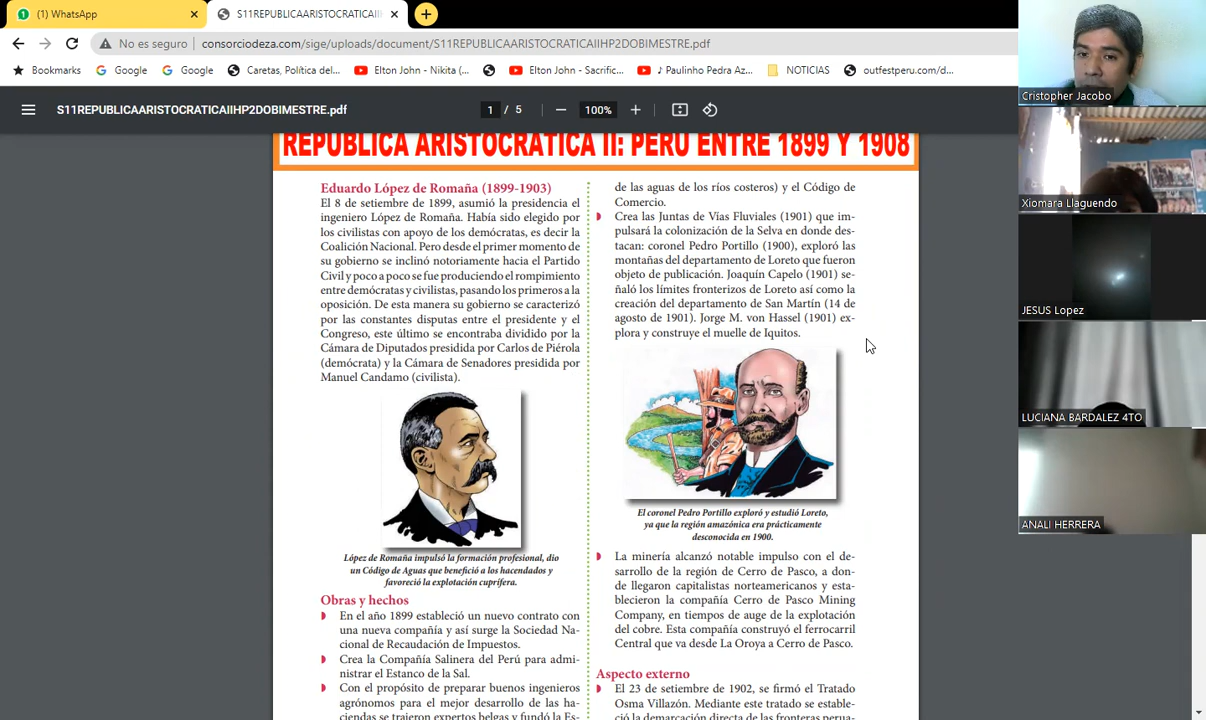 (1) WhatsApp
S11REPUBLICAARISTOCRATICAII
No es seguro
consorciodeza.com/sige/uploads/document/S11REPUBLICAARISTOCRATICAIIHP2DOBIMESTRE.pdf
Bookmarks
Google
Google
Caretas, Política del...
Elton John - Nikita (...
Elton John - Sacrific...
♪ Paulinho Pedra Az...
NOTICIAS
outfestperu.com/d...
S11REPUBLICAARISTOCRATICAIIHP2DOBIMESTRE.pdf
1 / 5
100%
REPÚBLICA ARISTOCRÁTICA II: PERÚ ENTRE 1899 Y 1908
Eduardo López de Romaña (1899-1903)
El 8 de setiembre de 1899, asumió la presidencia el
ingeniero López de Romaña. Había sido elegido por
los civilistas con apoyo de los demócratas, es decir la
Coalición Nacional. Pero desde el primer momento de
su gobierno se inclinó notoriamente hacia el Partido
Civil y poco a poco se fue produciendo el rompimiento
entre demócratas y civilistas, pasando los primeros a la
oposición. De esta manera su gobierno se caracterizó
por las constantes disputas entre el presidente y el
Congreso, este último se encontraba dividido por la
Cámara de Diputados presidida por Carlos de Piérola
(demócrata) y la Cámara de Senadores presidida por
Manuel Candamo (civilista).
López de Romaña impulsó la formación profesional, dio
un Código de Aguas que benefició a los hacendados y
favoreció la explotación cuprífera.
Obras y hechos
En el año 1899 estableció un nuevo contrato con
una nueva compañía y así surge la Sociedad Na-
cional de Recaudación de Impuestos.
Crea la Compañía Salinera del Perú para admi-
nistrar el Estanco de la Sal.
Con el propósito de preparar buenos ingenieros
agrónomos para el mejor desarrollo de las ha-
ciendas se trajeron expertos belgas y fundó la Es-
de las aguas de los ríos costeros) y el Código de
Comercio.
Crea las Juntas de Vías Fluviales (1901) que im-
pulsará la colonización de la Selva en donde des-
tacan: coronel Pedro Portillo (1900), exploró las
montañas del departamento de Loreto que fueron
objeto de publicación. Joaquín Capelo (1901) se-
ñaló los límites fronterizos de Loreto así como la
creación del departamento de San Martín (14 de
agosto de 1901). Jorge M. von Hassel (1901) ex-
plora y construye el muelle de Iquitos.
El coronel Pedro Portillo exploró y estudió Loreto,
ya que la región amazónica era prácticamente
desconocida en 1900.
La minería alcanzó notable impulso con el de-
sarrollo de la región de Cerro de Pasco, a don-
de llegaron capitalistas norteamericanos y esta-
blecieron la compañía Cerro de Pasco Mining
Company, en tiempos de auge de la explotación
del cobre. Esta compañía construyó el ferrocarril
Central que va desde La Oroya a Cerro de Pasco.
Aspecto externo
El 23 de setiembre de 1902, se firmó el Tratado
Osma Villazón. Mediante este tratado se estable-
ció la demarcación directa de las fronteras perua-
Cristopher Jacobo
Xiomara Llaguendo
JESUS Lopez
LUCIANA BARDALEZ 4TO
ANALI HERRERA